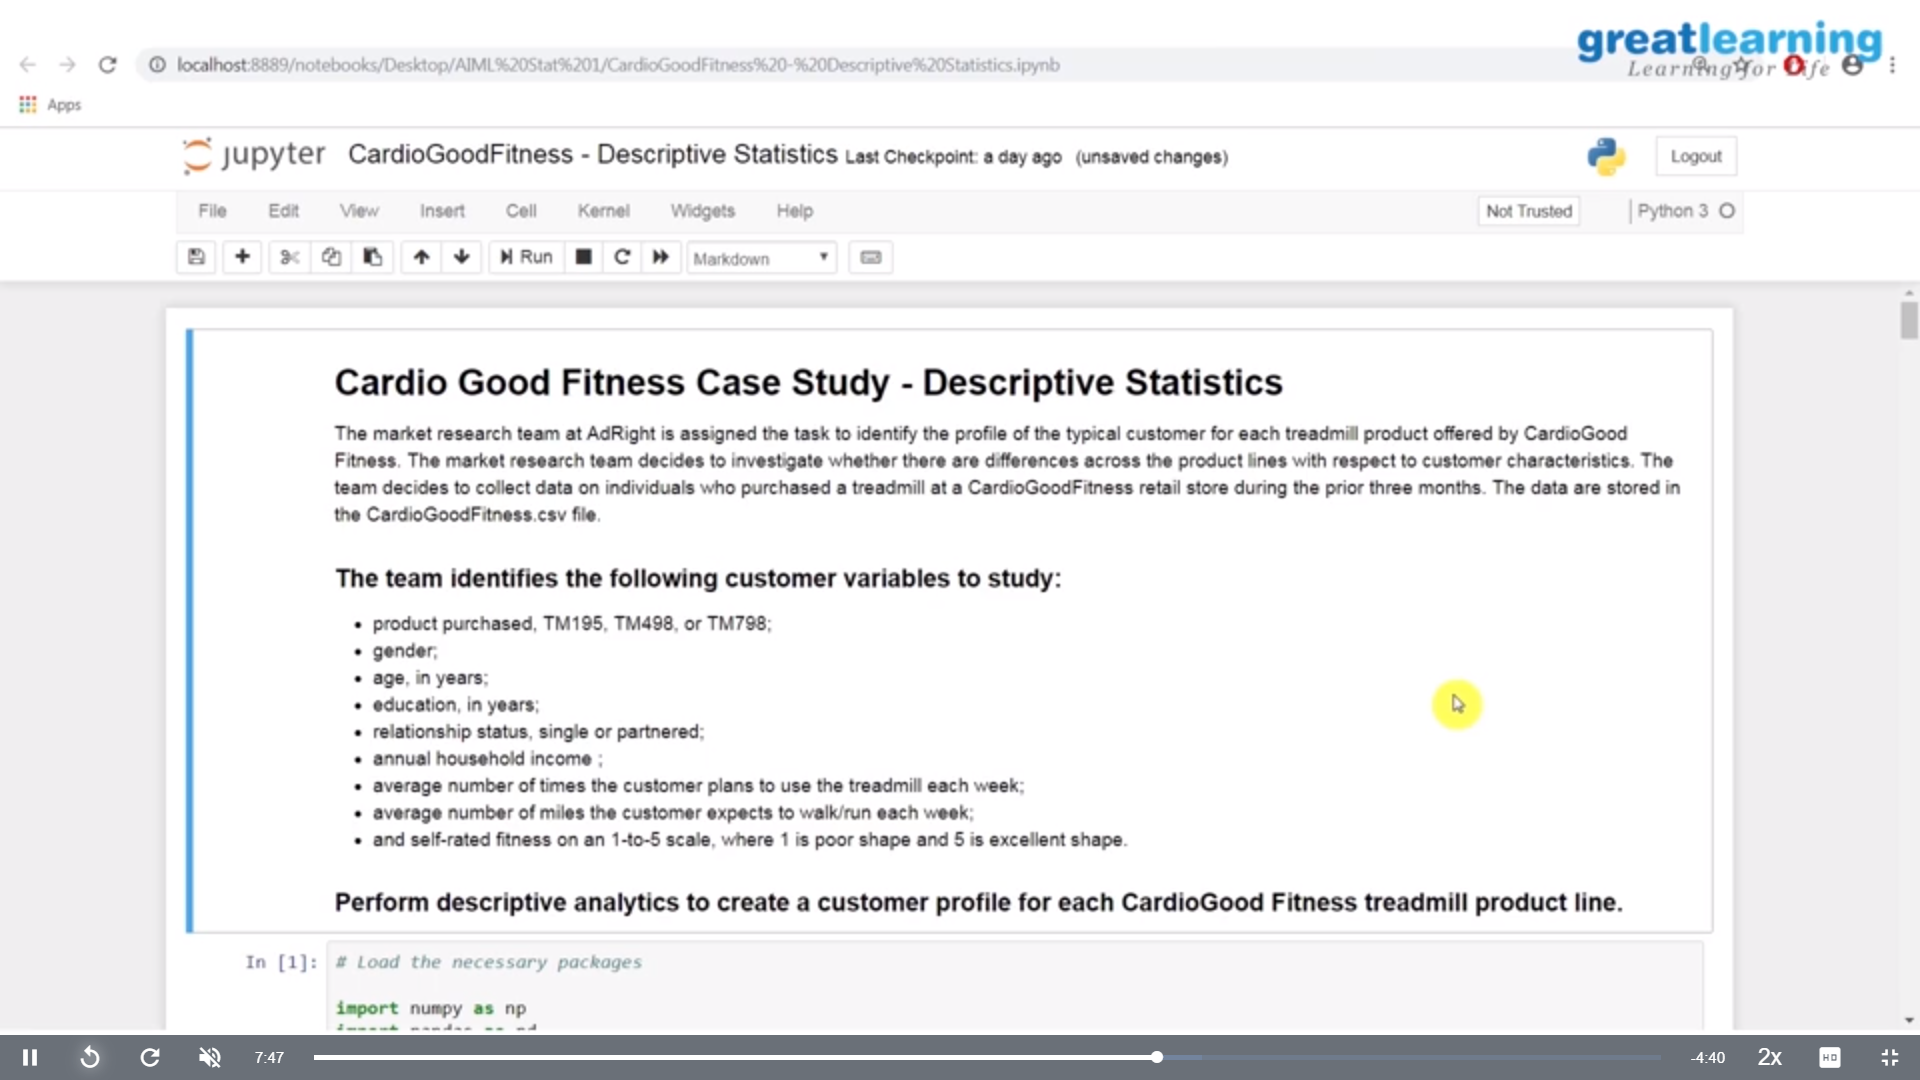 greatlearning
Learning for Life
localhost:8889/notebooks/Desktop/AIML%20Stat%201/CardioGoodFitness%20-%20Descriptive%20Statistics.ipynb
Apps
jupyter CardioGoodFitness - Descriptive Statistics Last Checkpoint: a day ago (unsaved changes) Logout
File Edit View Insert Cell Kernel Widgets Help Not Trusted Python 3
Run Markdown
Cardio Good Fitness Case Study - Descriptive Statistics
The market research team at AdRight is assigned the task to identify the profile of the typical customer for each treadmill product offered by CardioGood
Fitness. The market research team decides to investigate whether there are differences across the product lines with respect to customer characteristics. The
team decides to collect data on individuals who purchased a treadmill at a CardioGoodFitness retail store during the prior three months. The data are stored in
the CardioGoodFitness.csv file.
The team identifies the following customer variables to study:
• product purchased, TM195, TM498, or TM798;
• gender;
• age, in years;
• education, in years;
• relationship status, single or partnered;
• annual household income ;
• average number of times the customer plans to use the treadmill each week;
• average number of miles the customer expects to walk/run each week;
• and self-rated fitness on an 1-to-5 scale, where 1 is poor shape and 5 is excellent shape.
Perform descriptive analytics to create a customer profile for each CardioGood Fitness treadmill product line.
In [1]: # Load the necessary packages
import numpy as np
import pandas as pd
7:47 -4:40 2x HD